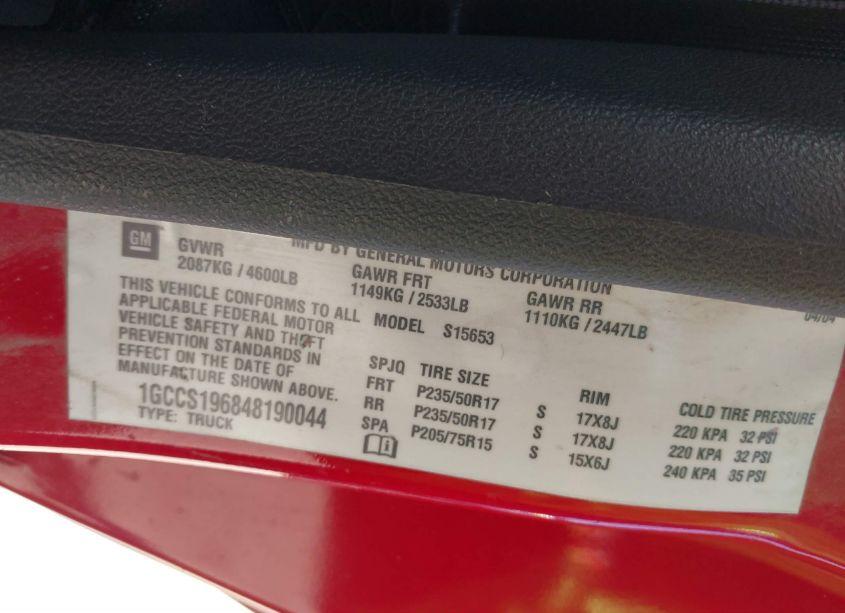 GM
MFD BY GENERAL MOTORS CORPORATION
04/04
GVWR
2087KG / 4600LB
GAWR FRT
1149KG / 2533LB
GAWR RR
1110KG / 2447LB
THIS VEHICLE CONFORMS TO ALL
APPLICABLE FEDERAL MOTOR
VEHICLE SAFETY AND THEFT
PREVENTION STANDARDS IN
EFFECT ON THE DATE OF
MANUFACTURE SHOWN ABOVE.
1GCCS196848190044
TYPE: TRUCK
MODEL S15653
SPJQ TIRE SIZE RIM COLD TIRE PRESSURE
FRT P235/50R17 S 17X8J 220 KPA 32 PSI
RR P235/50R17 S 17X8J 220 KPA 32 PSI
SPA P205/75R15 S 15X6J 240 KPA 35 PSI